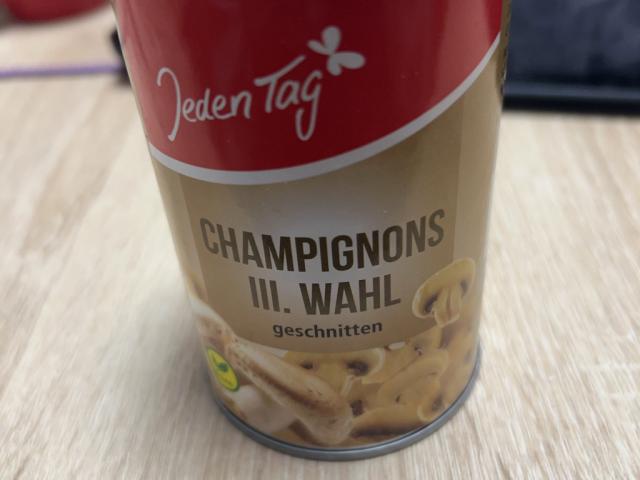 Jeden Tag
CHAMPIGNONS
III. WAHL
geschnitten